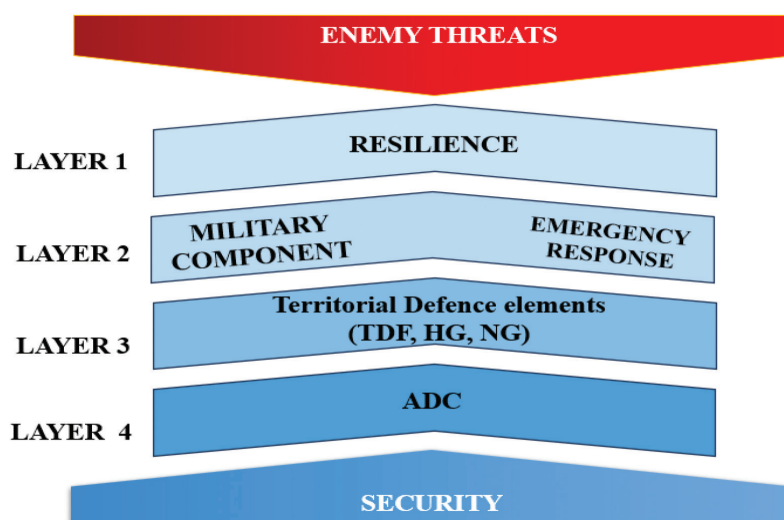 ENEMY THREATS
LAYER 1
RESILIENCE
LAYER 2
MILITARY
COMPONENT
EMERGENCY
RESPONSE
LAYER 3
Territorial Defence elements
(TDF, HG, NG)
LAYER 4
ADC
SECURITY